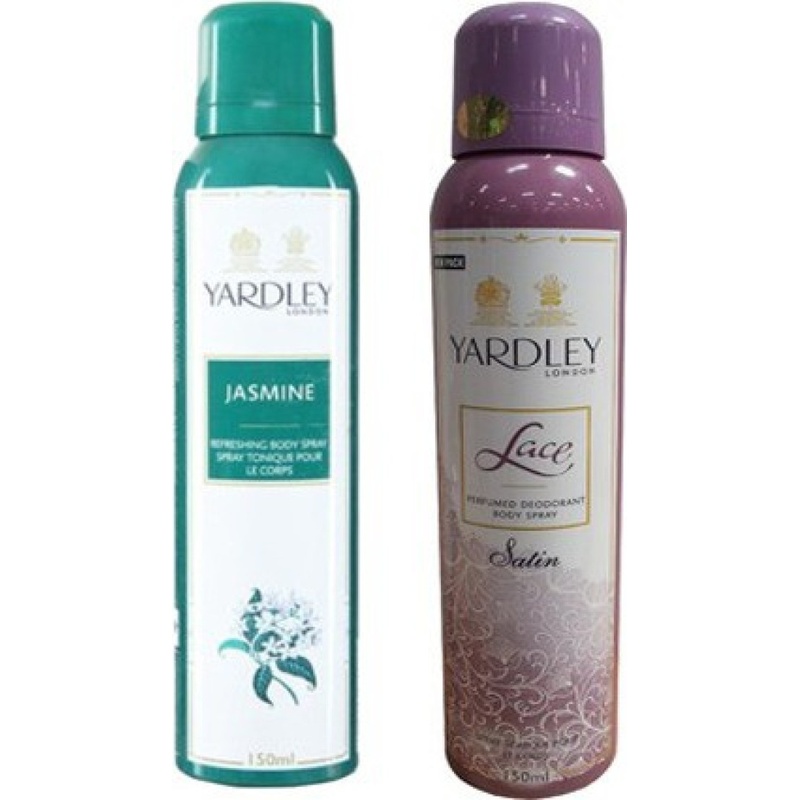 YARDLEY
LONDON
JASMINE
REFRESHING BODY SPRAY
SPRAY TONIQUE POUR
LE CORPS
150ml
PACK
YARDLEY
LONDON
Lace
PERFUMED DEODORANT
BODY SPRAY
Satin
150ml